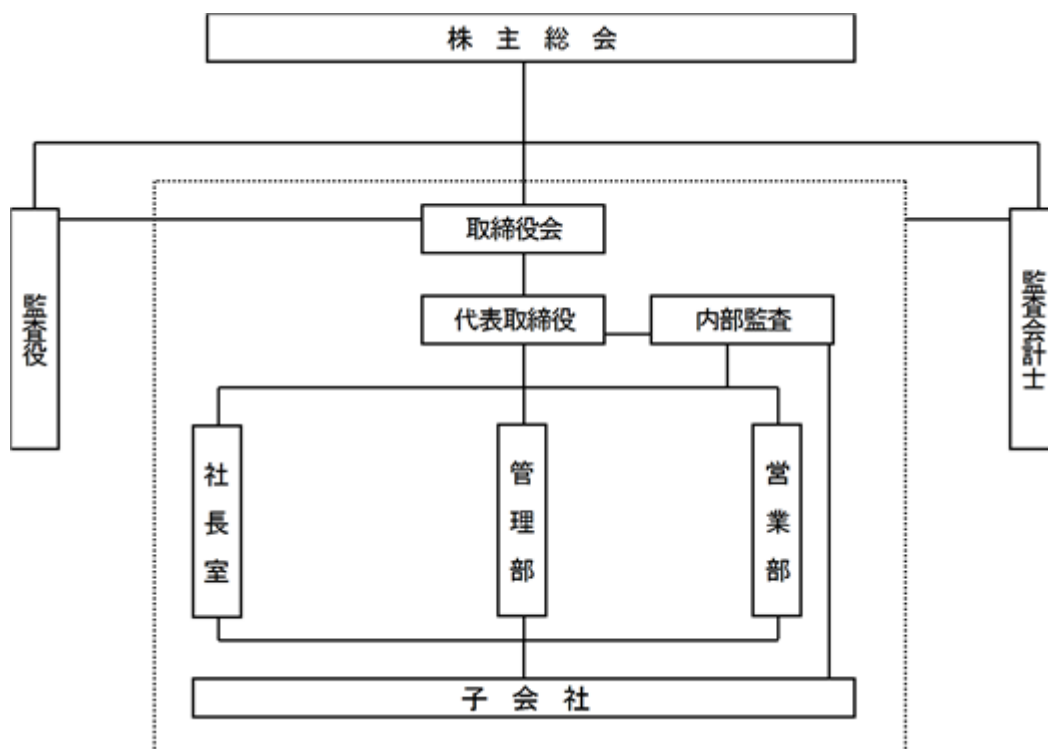 株主総会
取締役会
監査役
監査会計士
代表取締役
内部監査
社長室
管理部
営業部
子会社